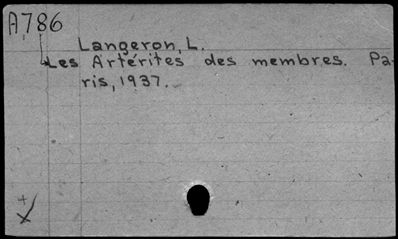 A786
Langeron, L.
Les Artérites des membres. Pa-
ris, 1937.